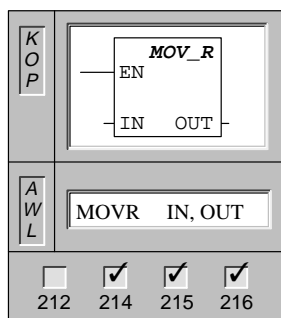 K
O
P
MOV_R
EN
IN OUT
A
W
L
MOVR IN, OUT
212 214 215 216